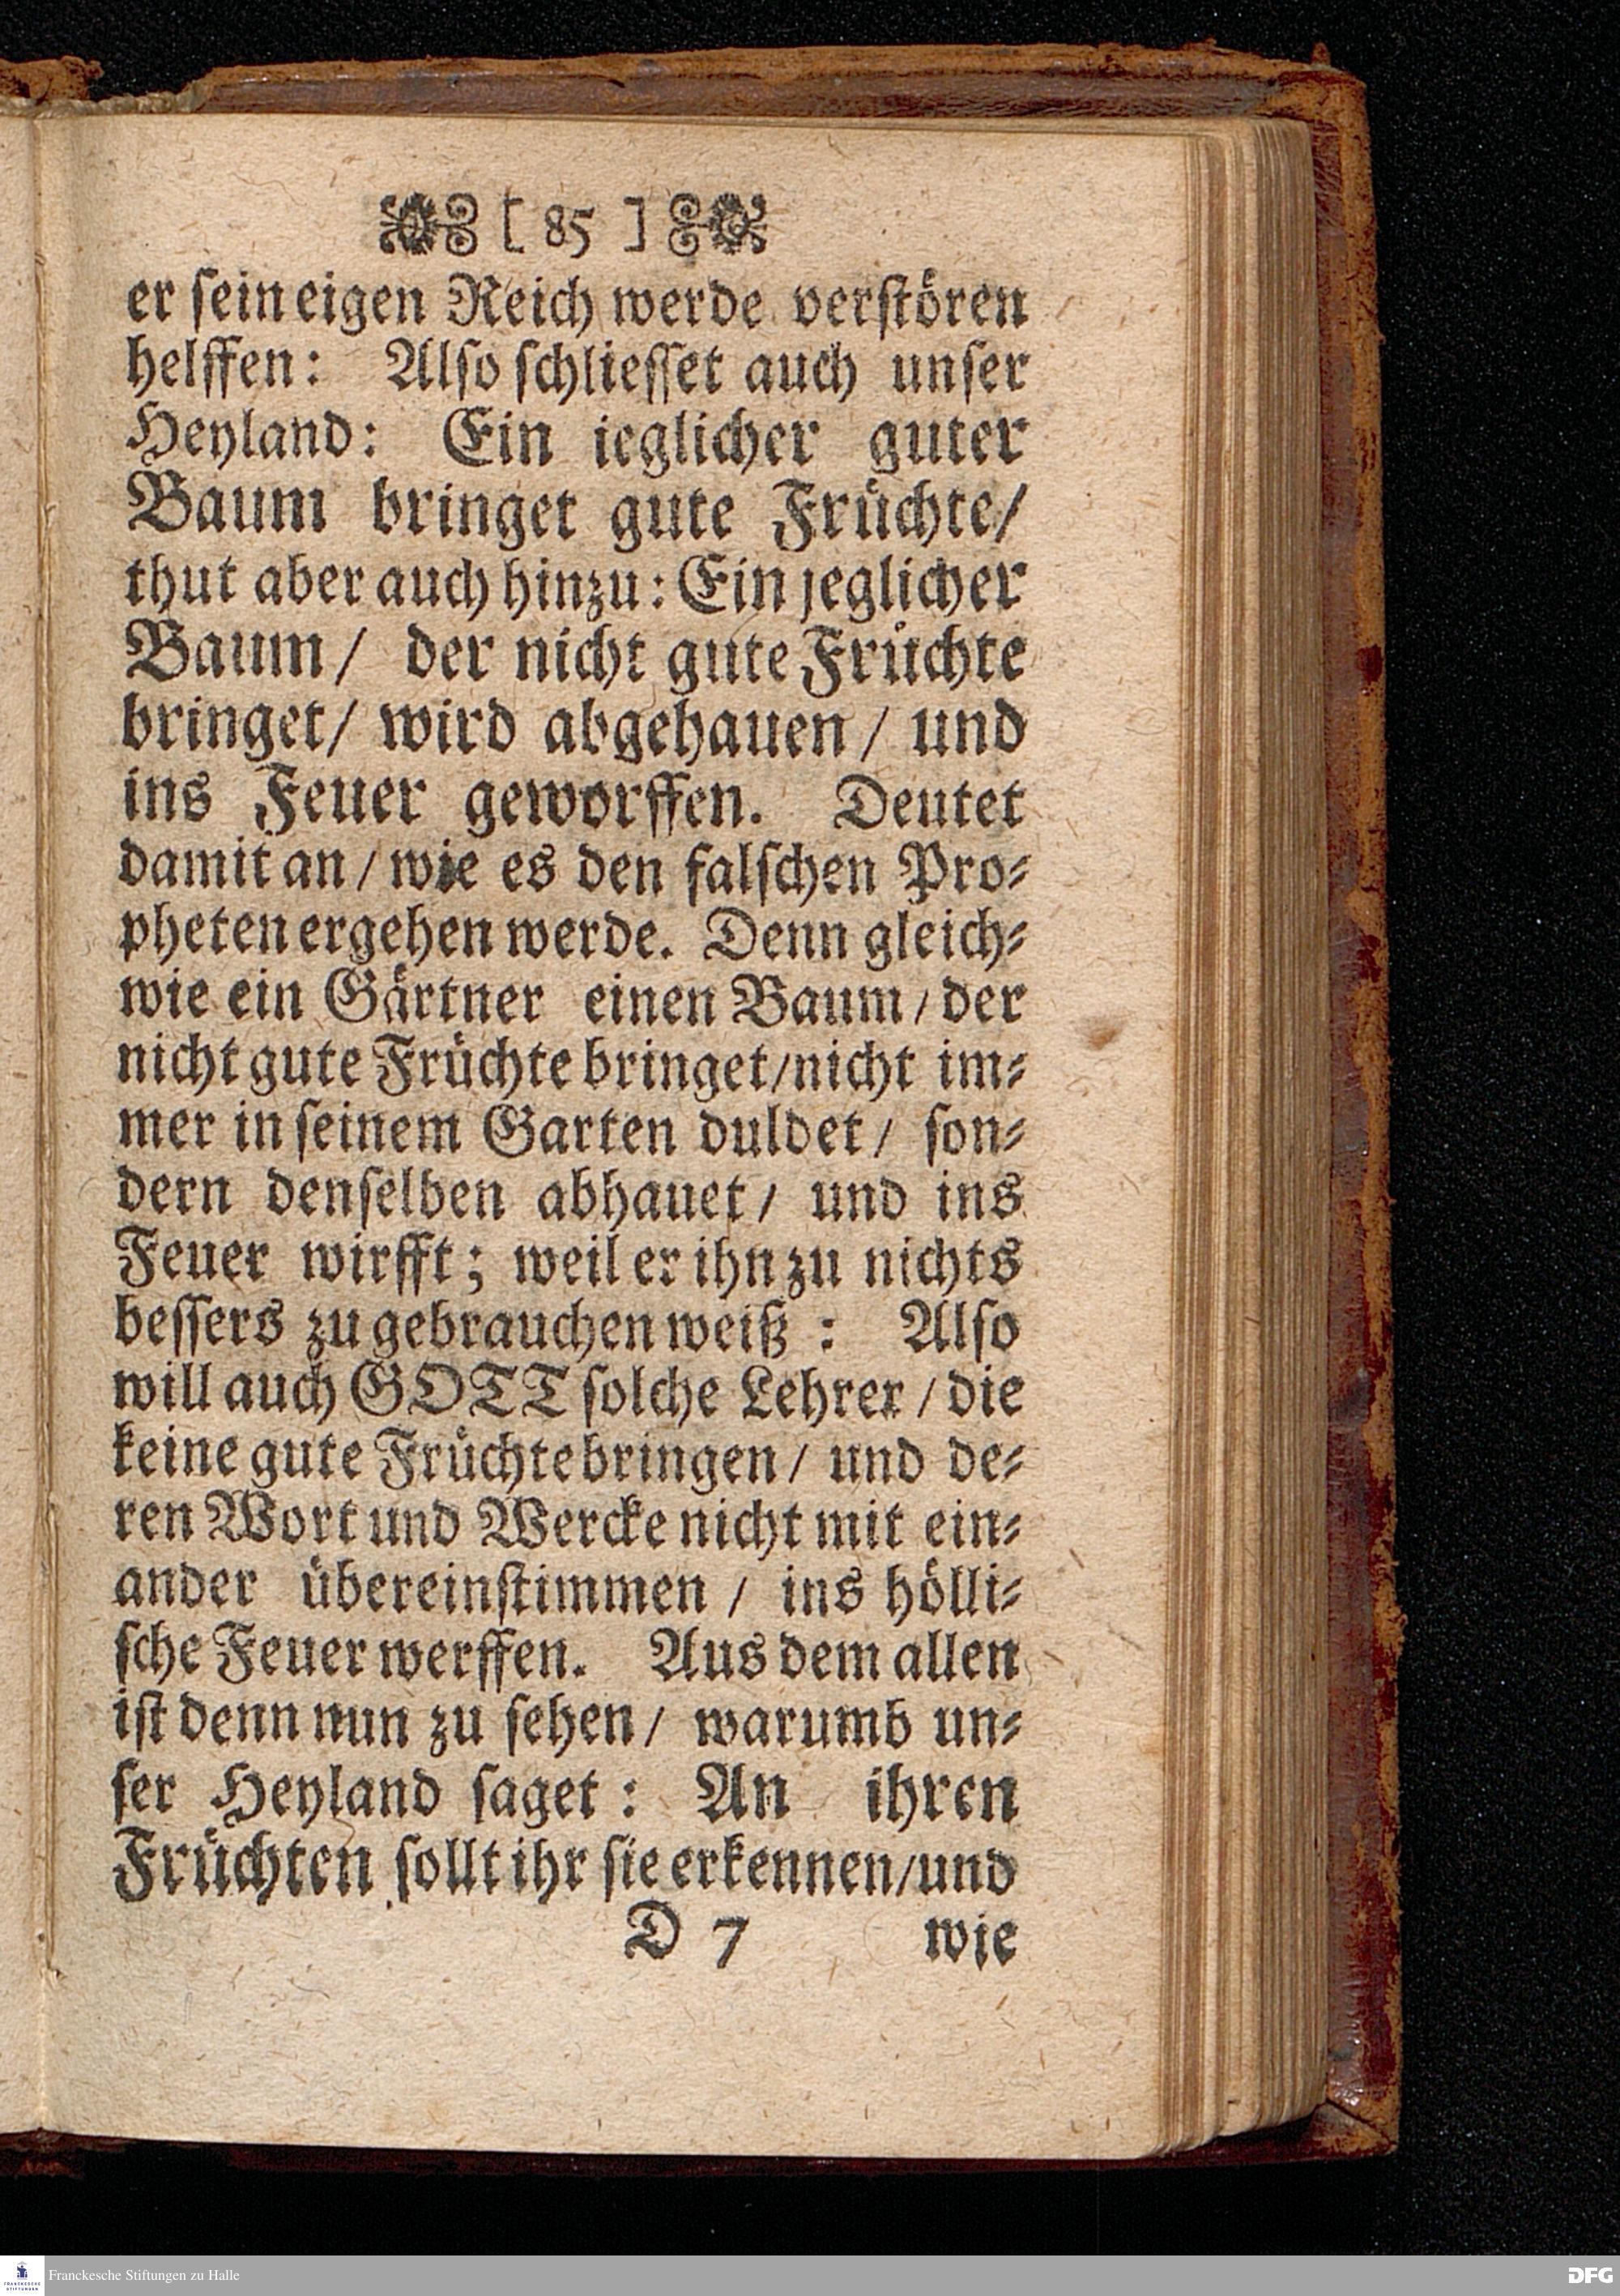 [ 85 ]
er sein eigen Reich werde verstören
helffen: Also schliesset auch unser
Heyland: Ein ieglicher guter
Baum bringet gute Früchte/
thut aber auch hinzu: Ein jeglicher
Baum/ der nicht gute Früchte
bringet/ wird abgehauen/ und
ins Feuer geworffen. Deutet
damit an/ wie es den falschen Pro-
pheten ergehen werde. Denn gleich-
wie ein Gärtner einen Baum/ der
nicht gute Früchte bringet/ nicht im-
mer in seinem Garten duldet/ son-
dern denselben abhauet/ und ins
Feuer wirfft; weil er ihn zu nichts
bessers zu gebrauchen weiß: Also
will auch GOTT solche Lehrer/ die
keine gute Früchte bringen/ und de-
ren Wort und Wercke nicht mit ein-
ander übereinstimmen/ ins hölli-
sche Feuer werffen. Aus dem allen
ist denn nun zu sehen/ warumb un-
ser Heyland saget: An ihren
Früchten sollt ihr sie erkennen/ und
D 7 wie
Franckesche Stiftungen zu Halle
DFG